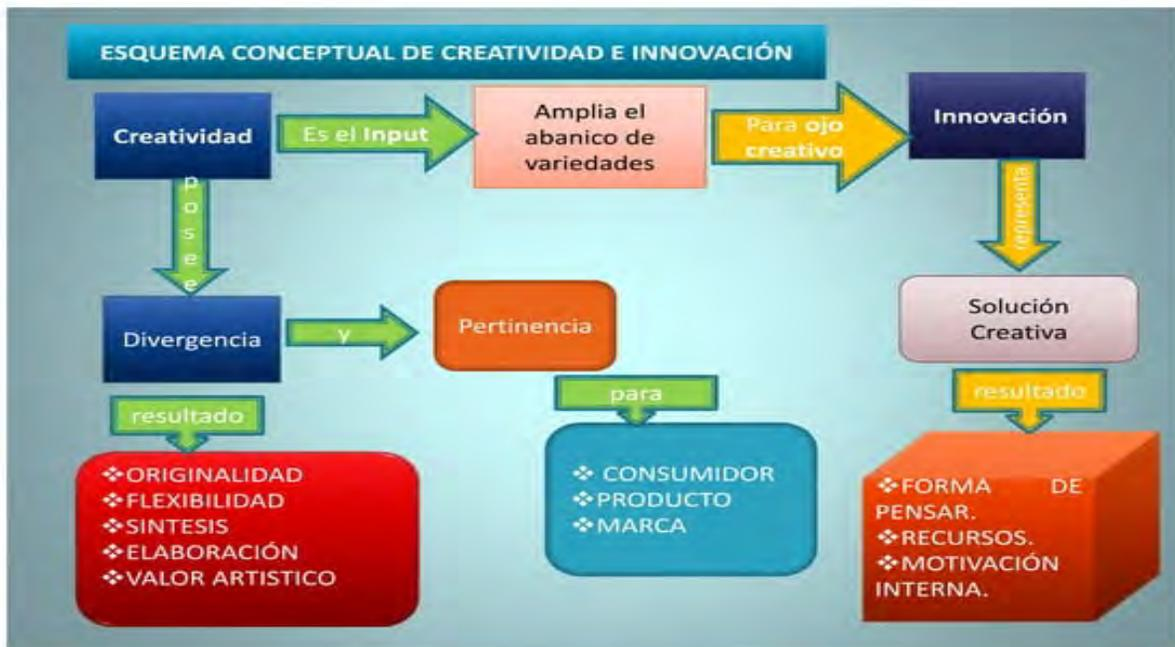 ESQUEMA CONCEPTUAL DE CREATIVIDAD E INNOVACIÓN
Creatividad
Es el Input
Amplia el
abanico de
variedades
Para ojo
creativo
Innovación
posee
representa
Divergencia
y
Pertinencia
Solución
Creativa
resultado
para
resultado
❖ORIGINALIDAD
❖FLEXIBILIDAD
❖SINTESIS
❖ELABORACIÓN
❖VALOR ARTISTICO
❖ CONSUMIDOR
❖PRODUCTO
❖MARCA
❖FORMA DE
PENSAR.
❖RECURSOS.
❖MOTIVACIÓN
INTERNA.